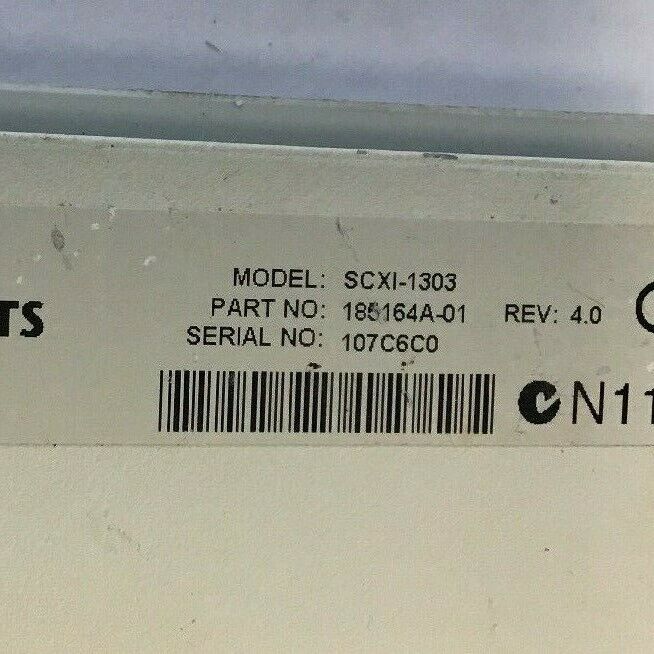 MODEL: SCXI-1303
PART NO: 185164A-01 REV: 4.0
TS
SERIAL NO: 107C6C0
N11